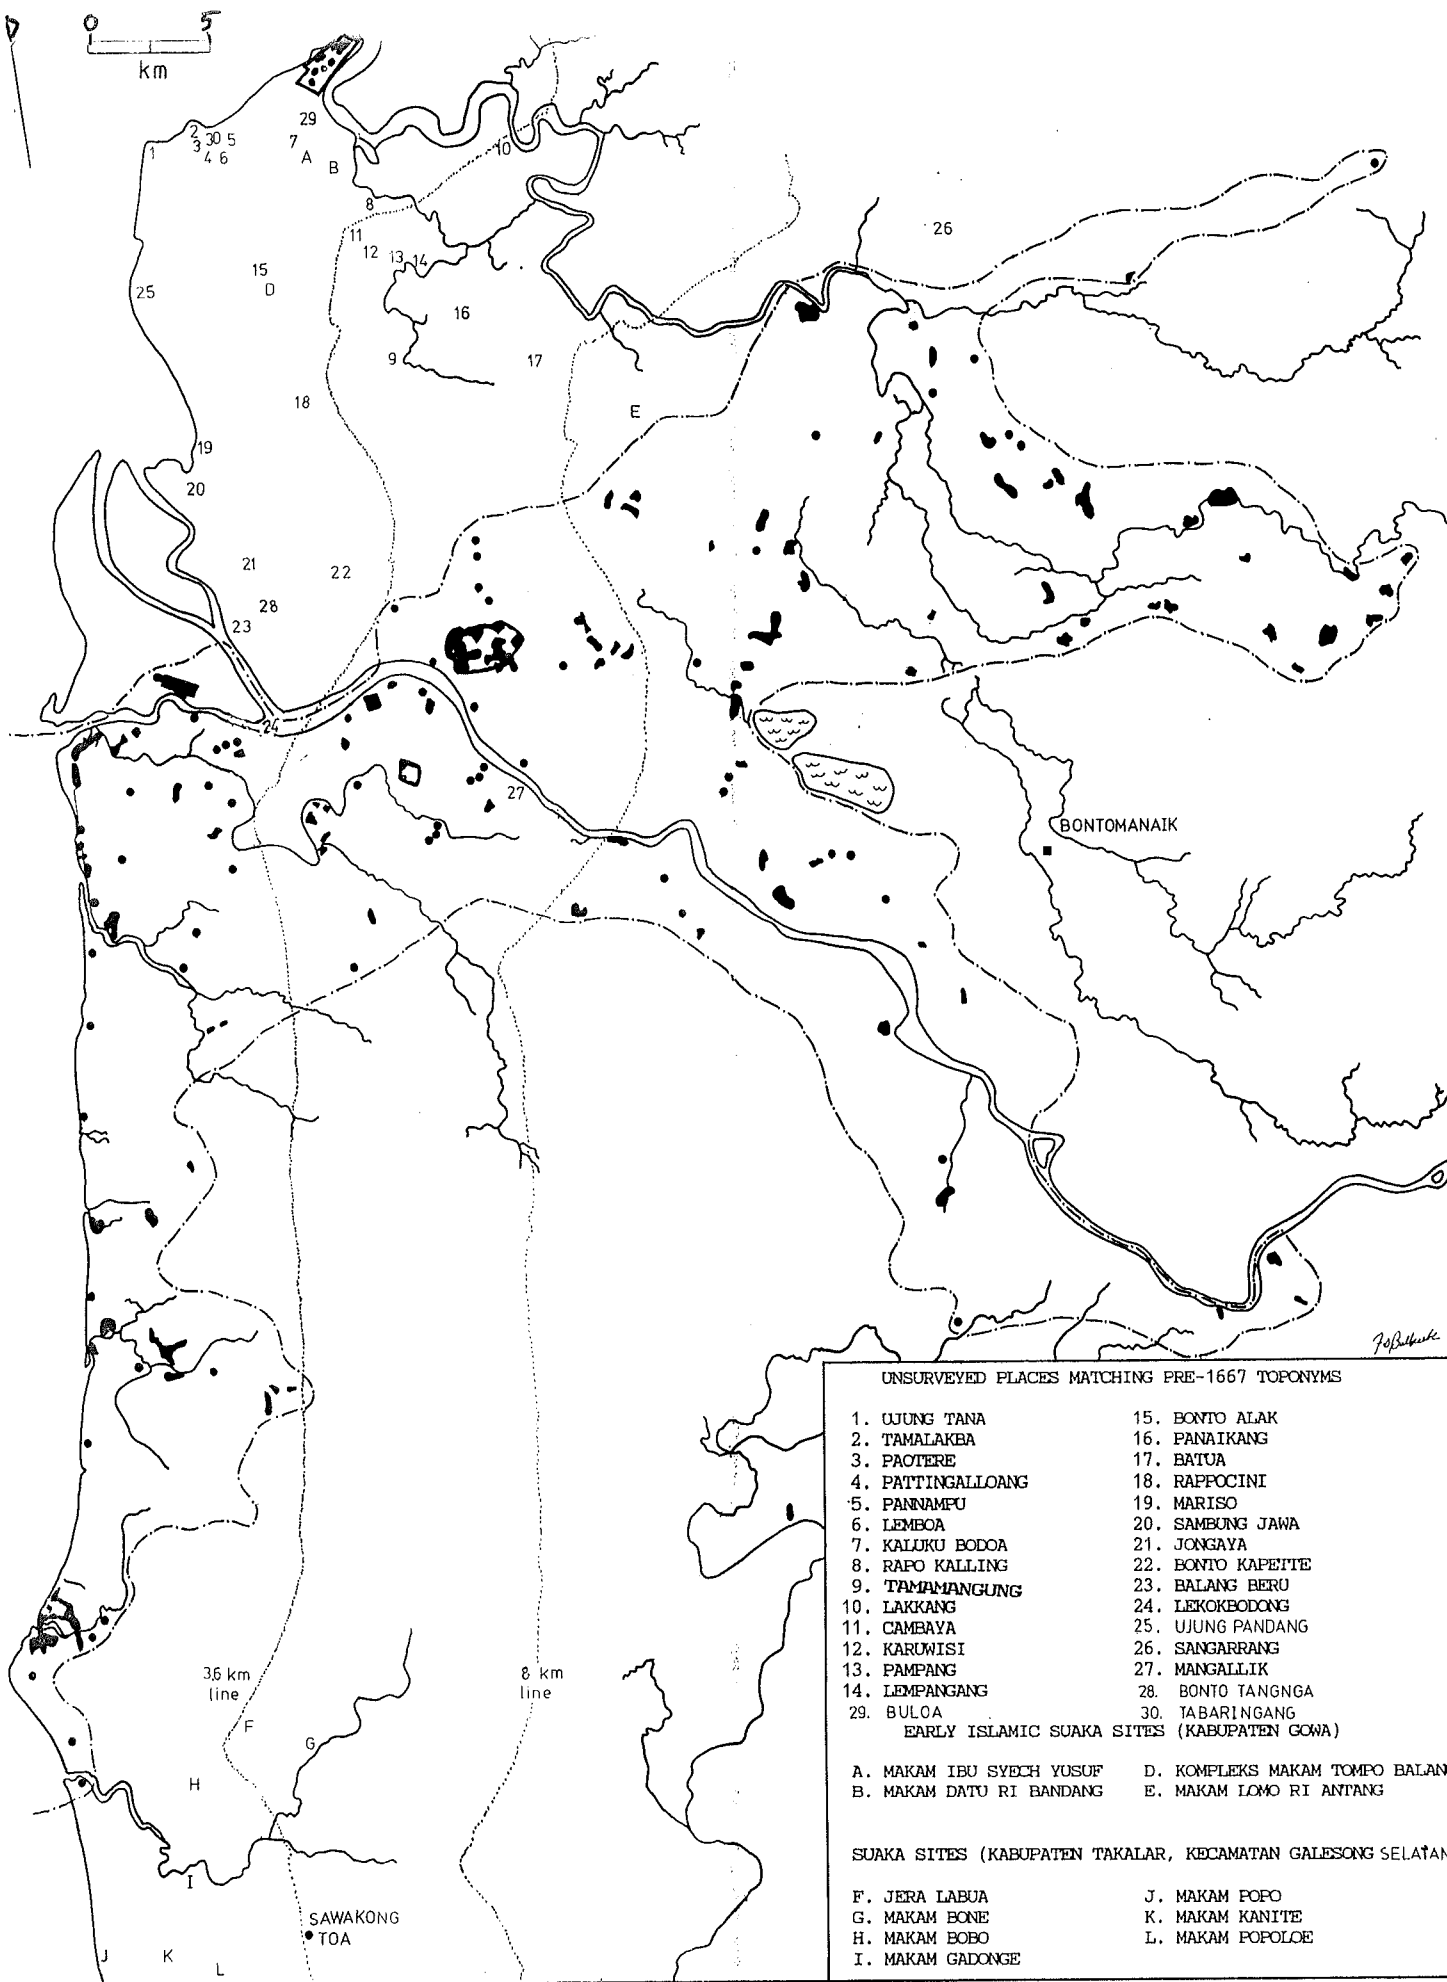 0 5
km
29
2 30 5
7
1 3
4 6
A
B
10
8
11
26
12 13 14
15
D
25
16
9
17
18
E
19
20
21
22
28
23
24
27
BONTOMANAIK
3.6 km
line
8 km
line
F
G
H
I
SAWAKONG
TOA
J K L
UNSURVEYED PLACES MATCHING PRE-1667 TOPONYMS
1. UJUNG TANA
2. TAMALAKBA
3. PAOTERE
4. PATTINGALLOANG
5. PANNAMPU
6. LEMBOA
7. KALUKU BODOA
8. RAPO KALLING
9. TAMAMANGUNG
10. LAKKANG
11. CAMBAYA
12. KARUWISI
13. PAMPANG
14. LEMPANGANG
29. BULOA
15. BONTO ALAK
16. PANAIKANG
17. BATUA
18. RAPPOCINI
19. MARISO
20. SAMBUNG JAWA
21. JONGAYA
22. BONTO KAPETTE
23. BALANG BERU
24. LEKOKBODONG
25. UJUNG PANDANG
26. SANGARRANG
27. MANGALLIK
28. BONTO TANGNGA
30. TABARINGANG
EARLY ISLAMIC SUAKA SITES (KABUPATEN GOWA)
A. MAKAM IBU SYECH YUSUF
B. MAKAM DATU RI BANDANG
D. KOMPLEKS MAKAM TOMPO BALAN
E. MAKAM LOMO RI ANTANG
SUAKA SITES (KABUPATEN TAKALAR, KECAMATAN GALESONG SELATAN
F. JERA LABUA
G. MAKAM BONE
H. MAKAM BOBO
I. MAKAM GADONGE
J. MAKAM POPO
K. MAKAM KANITE
L. MAKAM POPOLOE